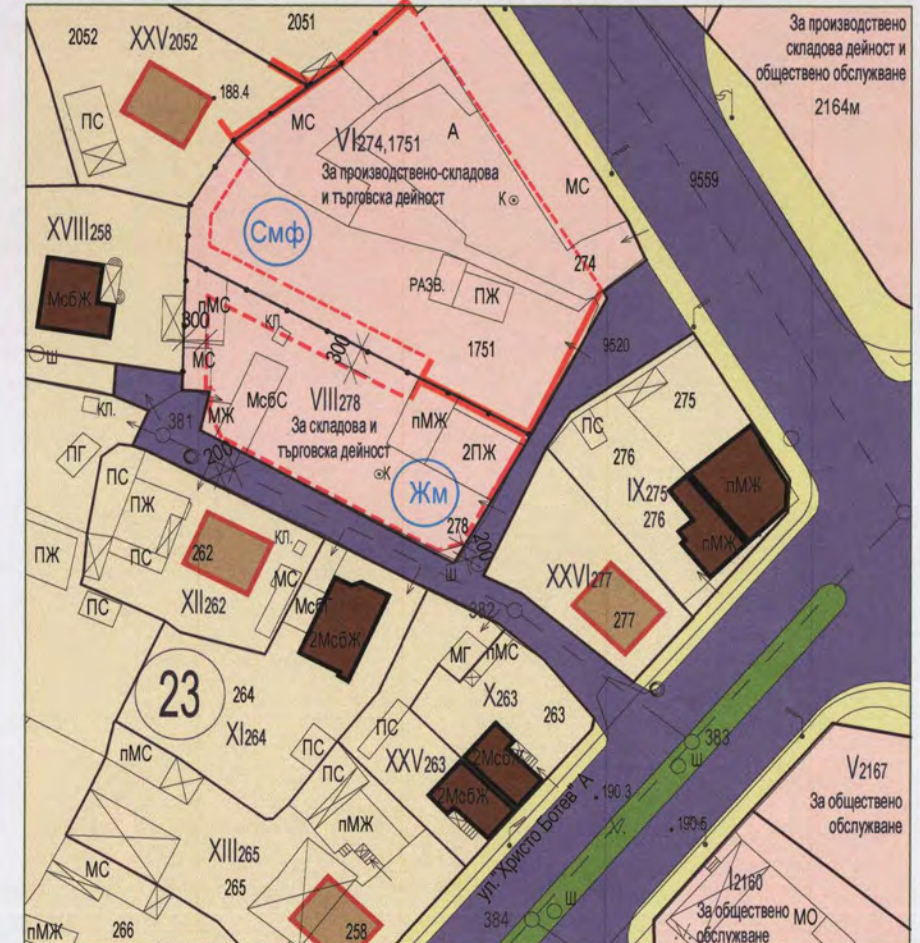 2051
2052
XXV2052
188.4
ПС
МС
VI274,1751
А
За производствено-складова
и търговска дейност
К
МС
За производствено
складова дейност и
обществено обслужване
2164м
9559
XVIII258
МсбЖ
Смф
274
РАЗВ.
ПЖ
пМС
300
КЛ.
300
1751
9520
Ш
МС
МЖ
МсбС
VIII278
За складова и
търговска дейност
пМЖ
2ПЖ
К
Жм
278
200
275
ПС
276
IX275
276
пМЖ
пМЖ
КЛ.
381
200
ПГ
ПС
ПЖ
ПЖ
ПС
262
КЛ.
МС
ПС
XII262
Ш
382
XXVI277
277
2МсбЖ
МГ
пМС
23
264
XI264
X263
263
ПС
ПС
XXV263
2МсбЖ
2МсбЖ
пМС
пМЖ
383
Ш
190.3
190.5
ул. "Христо Ботев" А
V2167
За обществено
обслужване
XIII265
265
МС
266
пМЖ
258
384
Ш
I2160
За обществено
обслужване
МО